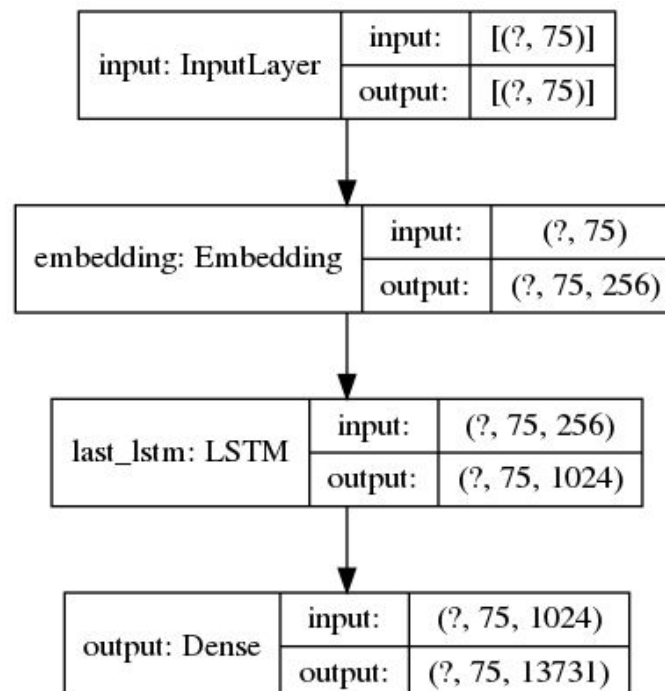 input: InputLayer
input:
[(?, 75)]
output:
[(?, 75)]
embedding: Embedding
input:
(?, 75)
output:
(?, 75, 256)
last_lstm: LSTM
input:
(?, 75, 256)
output:
(?, 75, 1024)
output: Dense
input:
(?, 75, 1024)
output:
(?, 75, 13731)